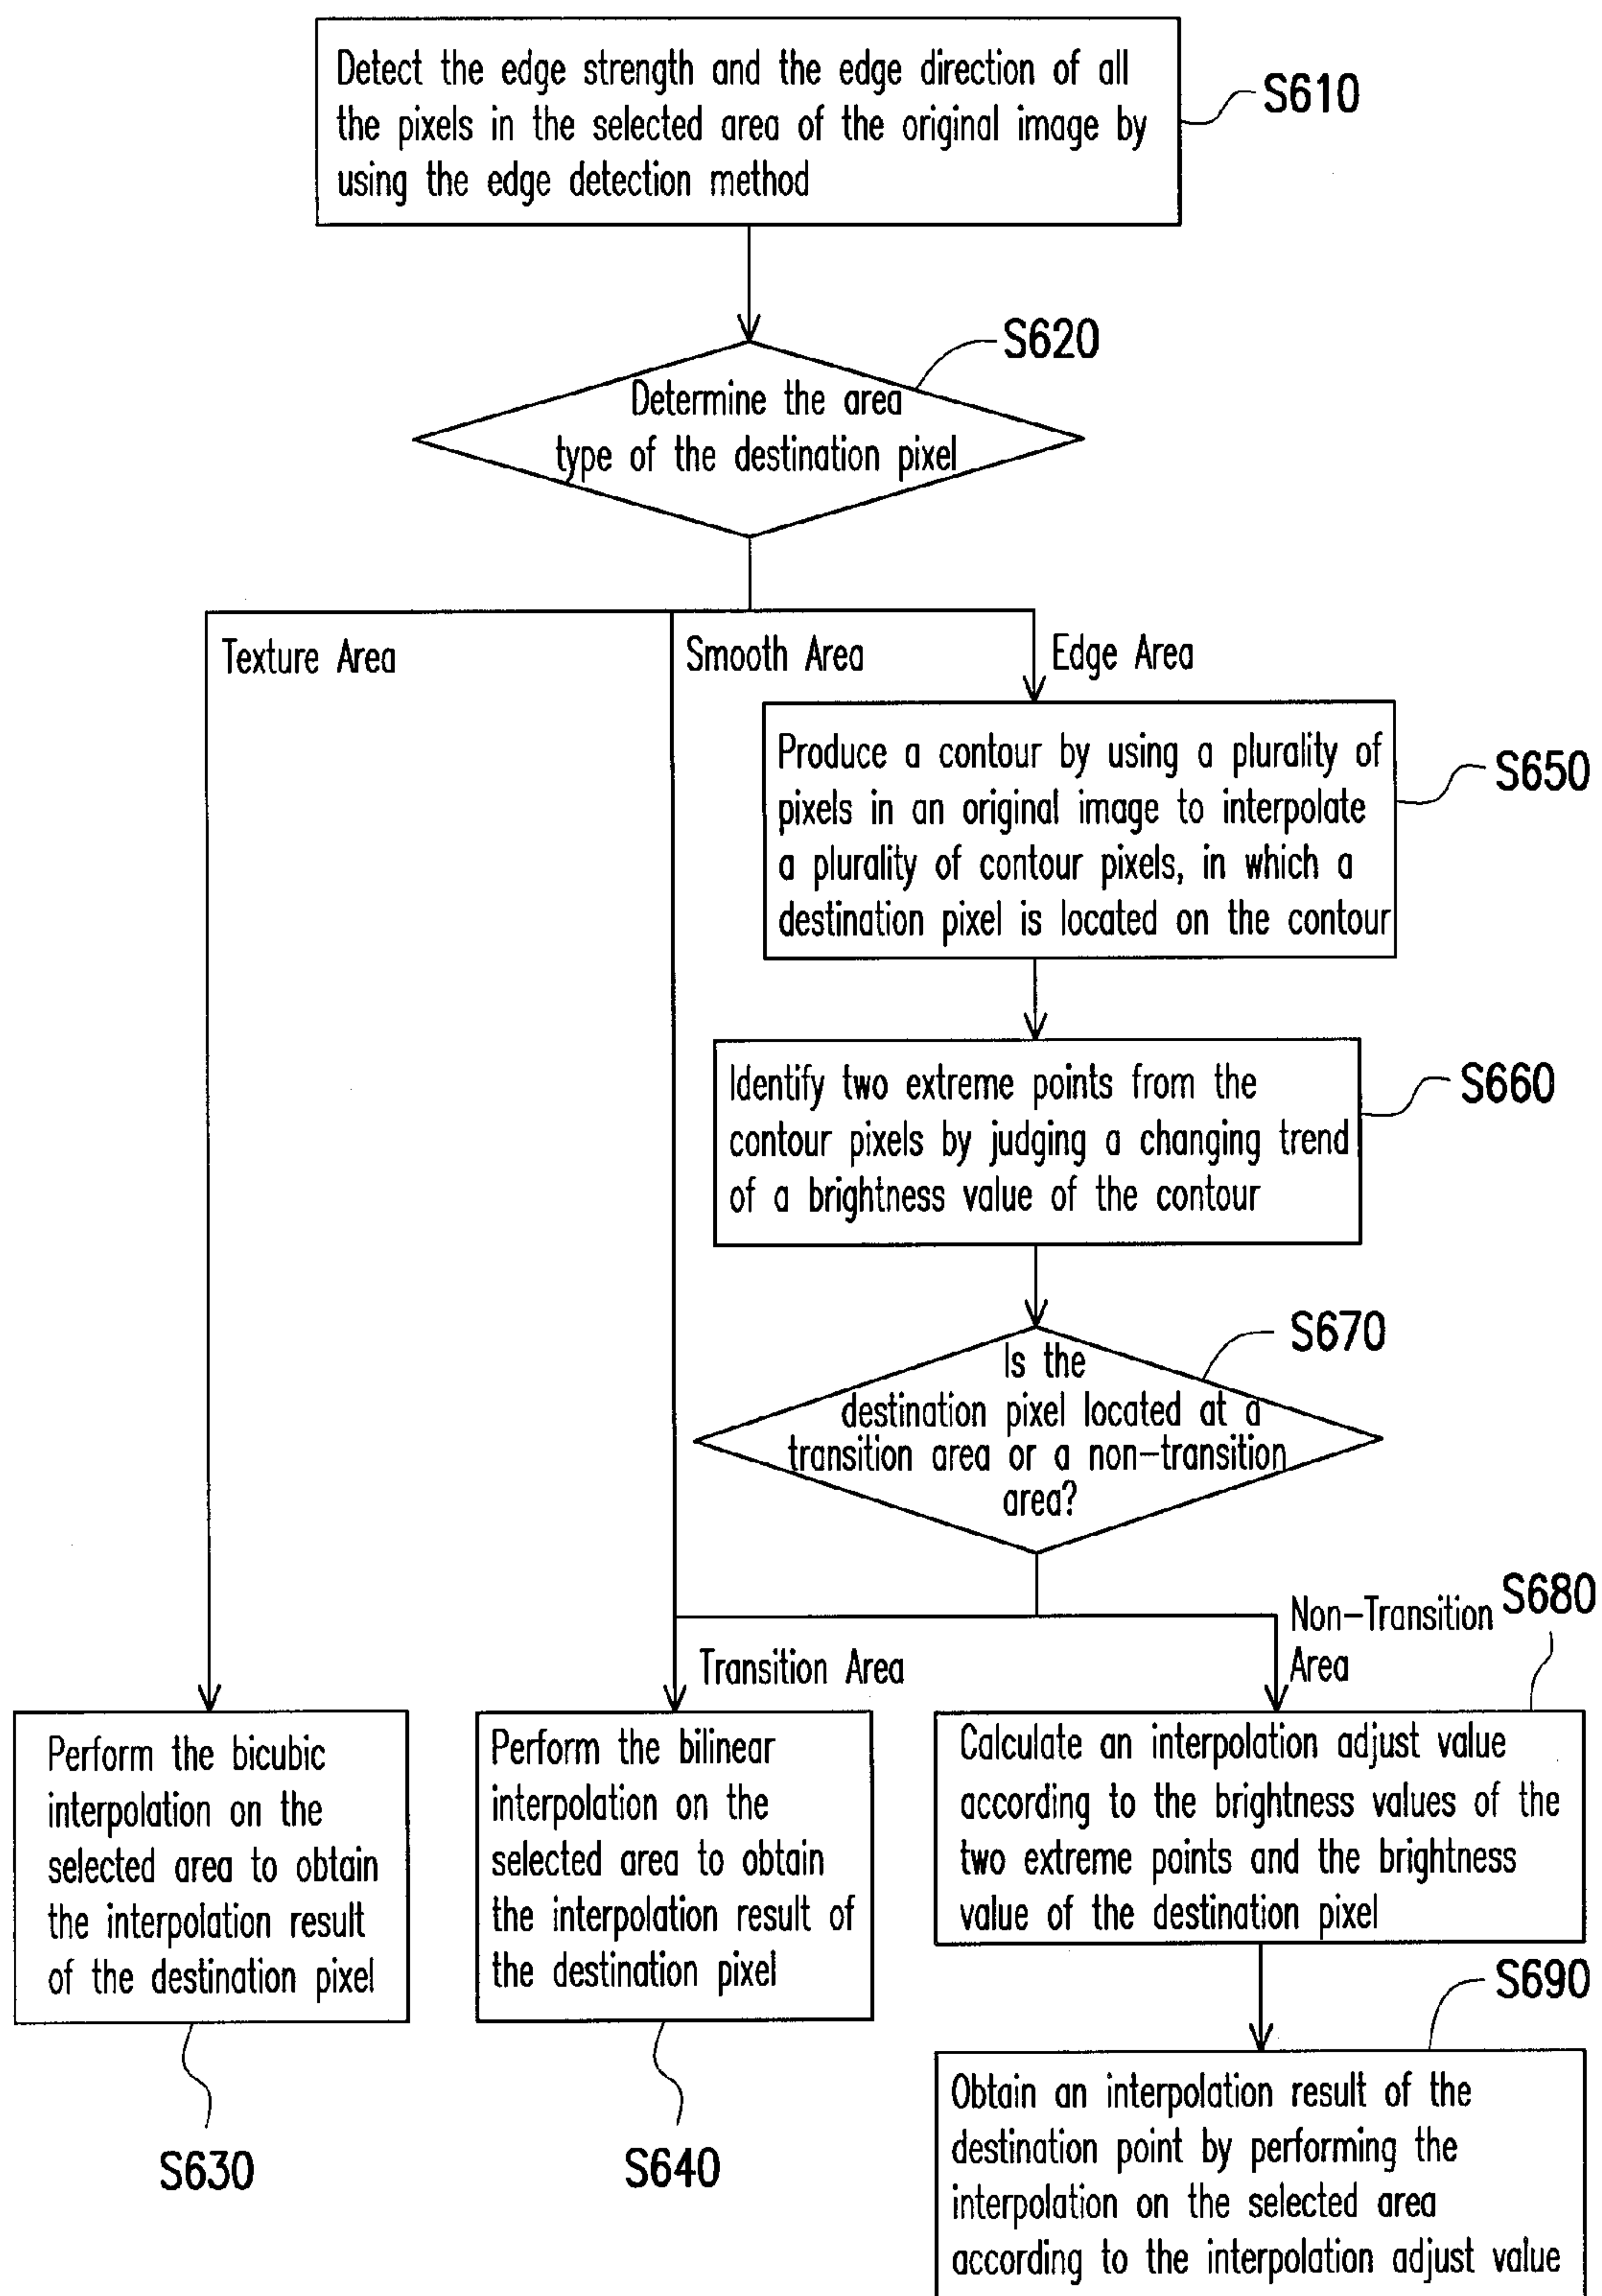 Detect the edge strength and the edge direction of all
the pixels in the selected area of the original image by
using the edge detection method
S610
S620
Determine the area
type of the destination pixel
Texture Area
Smooth Area
Edge Area
Produce a contour by using a plurality of
pixels in an original image to interpolate
a plurality of contour pixels, in which a
destination pixel is located on the contour
S650
Identify two extreme points from the
contour pixels by judging a changing trend
of a brightness value of the contour
S660
S670
Is the
destination pixel located at a
transition area or a non-transition
area?
Transition Area
Non-Transition
Area
S680
Perform the bicubic
interpolation on the
selected area to obtain
the interpolation result
of the destination pixel
S630
Perform the bilinear
interpolation on the
selected area to obtain
the interpolation result of
the destination pixel
S640
Calculate an interpolation adjust value
according to the brightness values of the
two extreme points and the brightness
value of the destination pixel
S690
Obtain an interpolation result of the
destination point by performing the
interpolation on the selected area
according to the interpolation adjust value